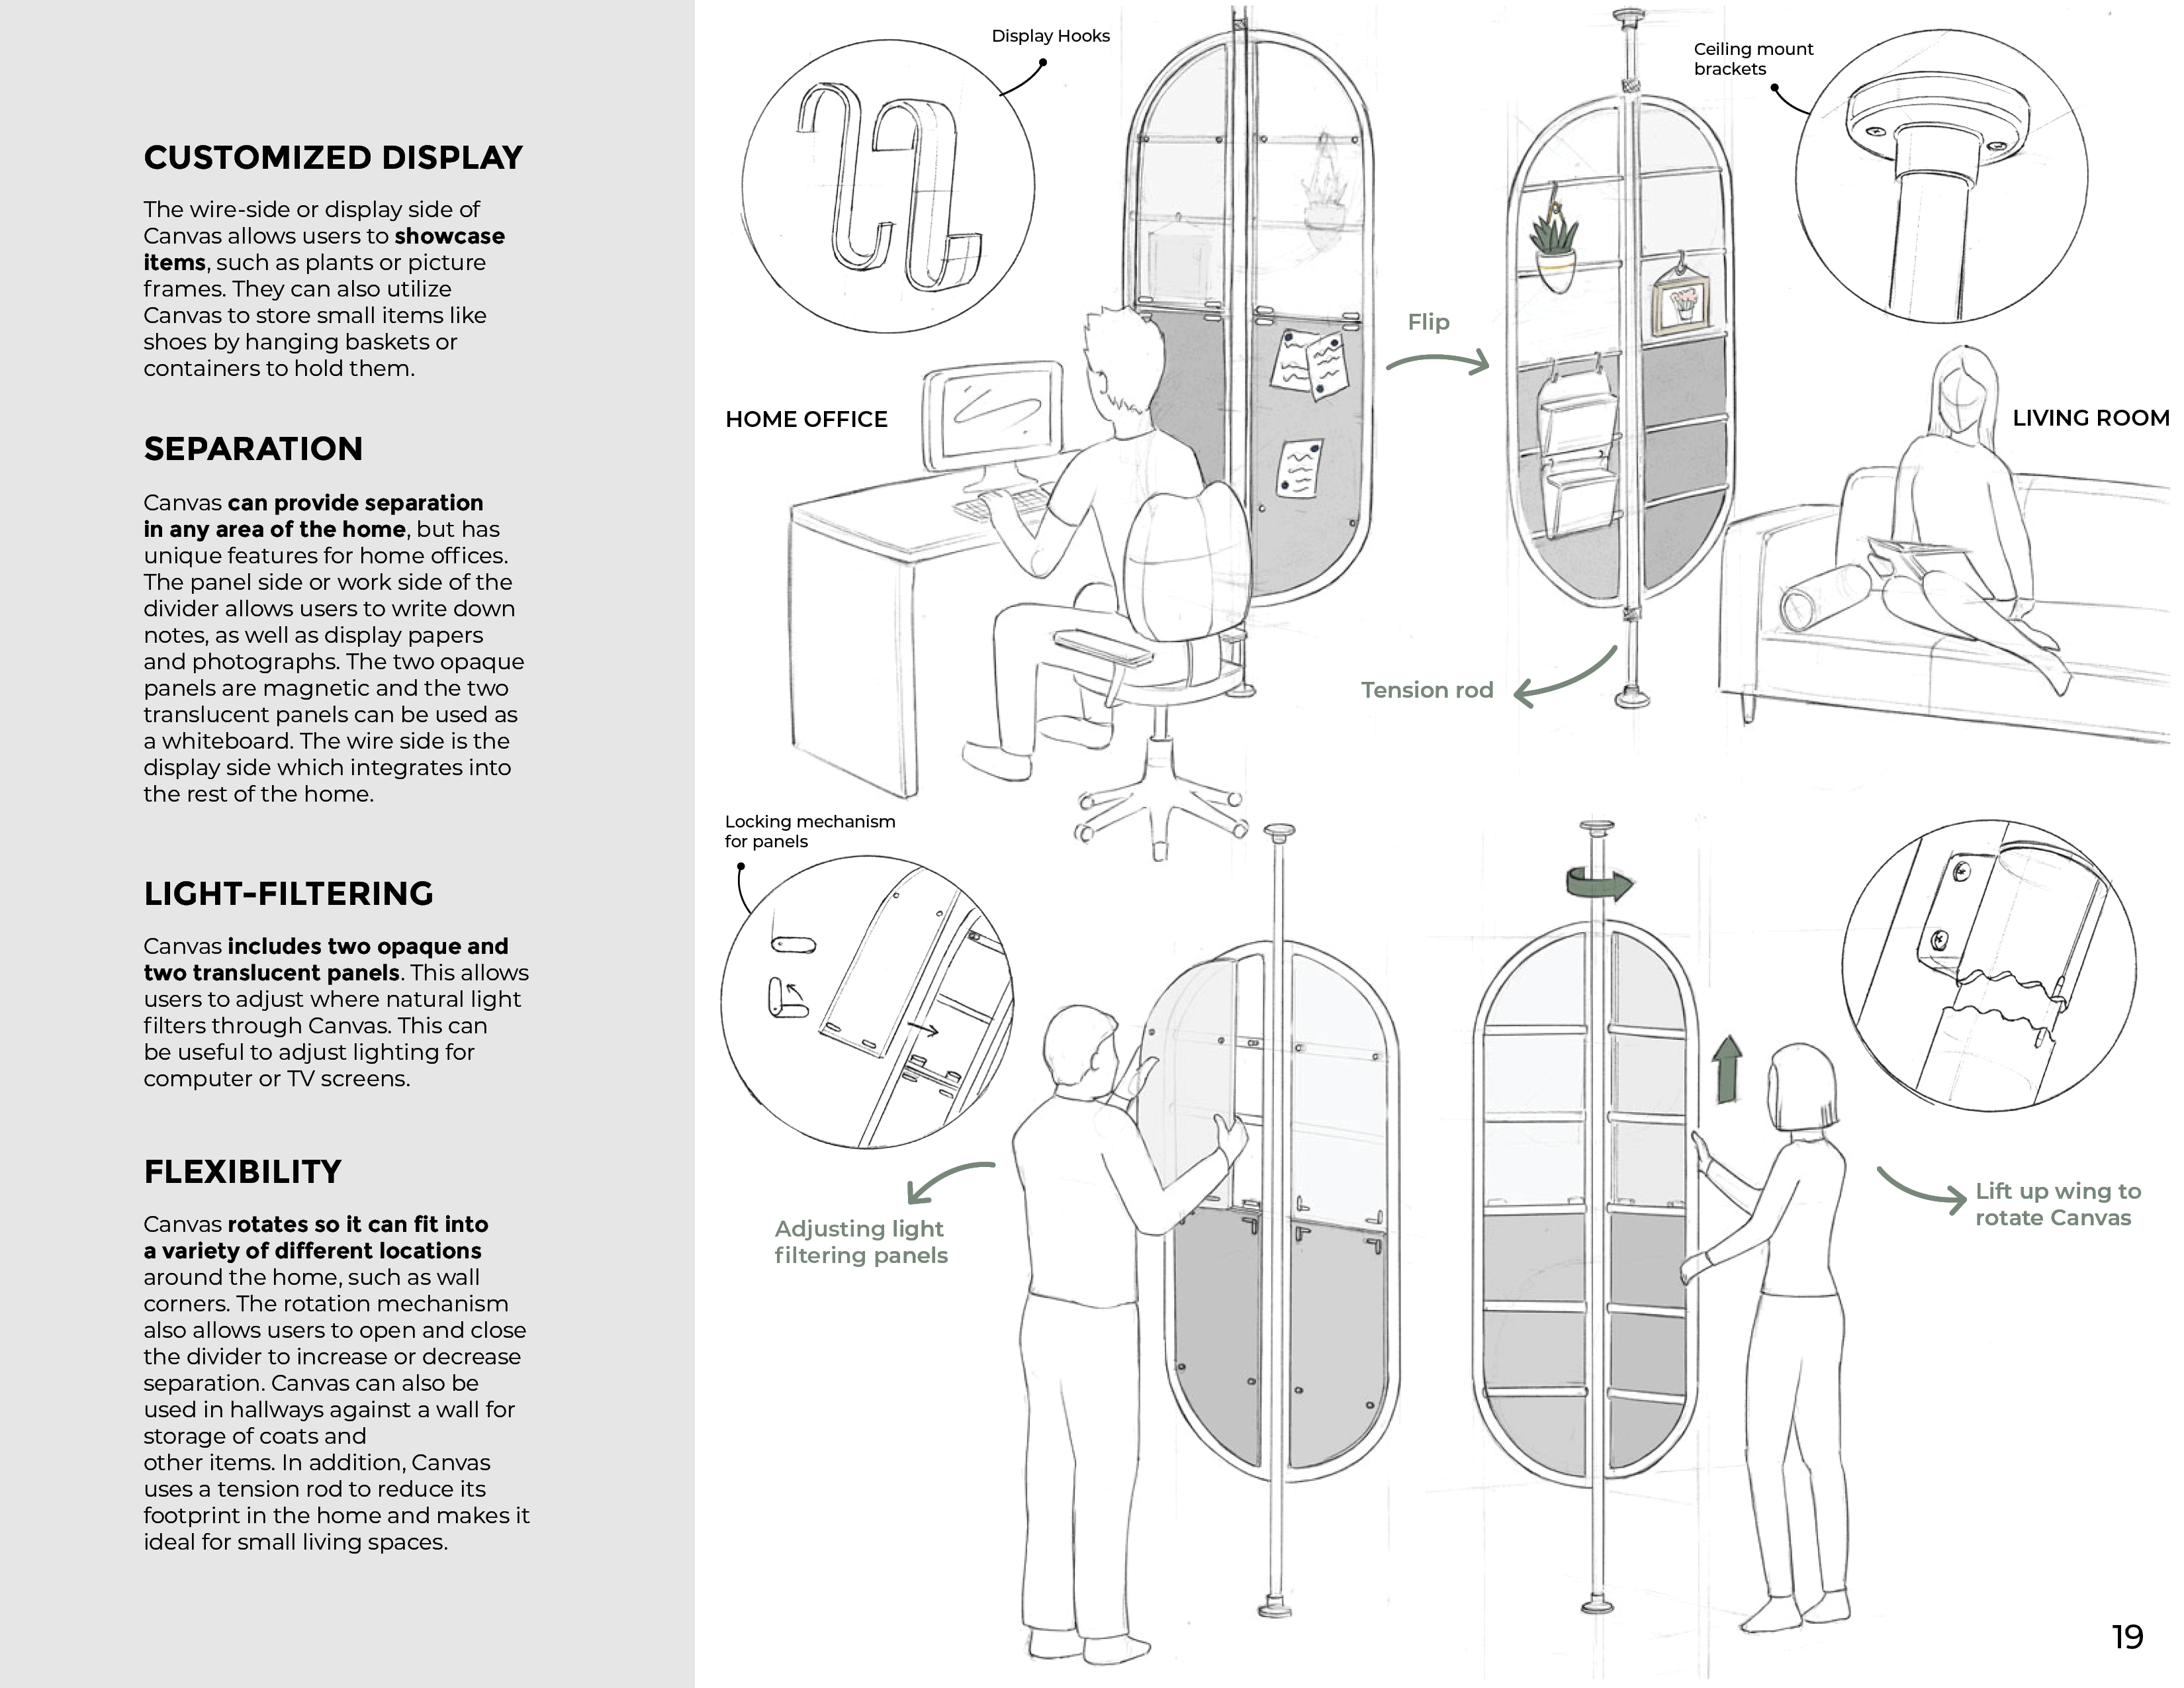 CUSTOMIZED DISPLAY
The wire-side or display side of
Canvas allows users to showcase
items, such as plants or picture
frames. They can also utilize
Canvas to store small items like
shoes by hanging baskets or
containers to hold them.
SEPARATION
Canvas can provide separation
in any area of the home, but has
unique features for home offices.
The panel side or work side of the
divider allows users to write down
notes, as well as display papers
and photographs. The two opaque
panels are magnetic and the two
translucent panels can be used as
a whiteboard. The wire side is the
display side which integrates into
the rest of the home.
LIGHT-FILTERING
Canvas includes two opaque and
two translucent panels. This allows
users to adjust where natural light
filters through Canvas. This can
be useful to adjust lighting for
computer or TV screens.
FLEXIBILITY
Canvas rotates so it can fit into
a variety of different locations
around the home, such as wall
corners. The rotation mechanism
also allows users to open and close
the divider to increase or decrease
separation. Canvas can also be
used in hallways against a wall for
storage of coats and
other items. In addition, Canvas
uses a tension rod to reduce its
footprint in the home and makes it
ideal for small living spaces.
Display Hooks
Ceiling mount
brackets
Flip
HOME OFFICE
LIVING ROOM
Tension rod
Locking mechanism
for panels
Adjusting light
filtering panels
Lift up wing to
rotate Canvas
19